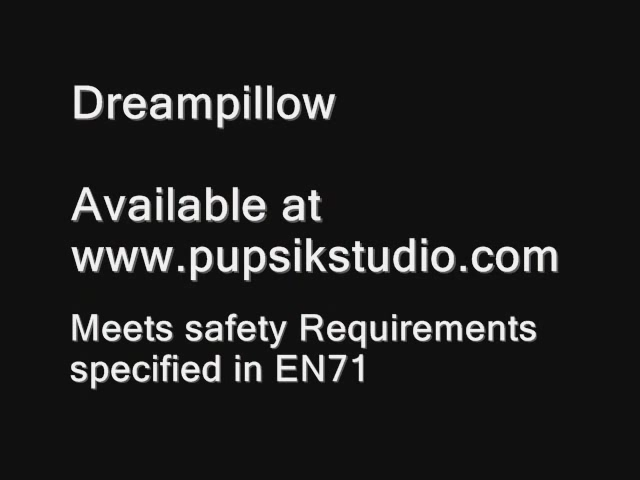 Dreampillow
Available at
www.pupsikstudio.com
Meets safety Requirements
specified in EN71